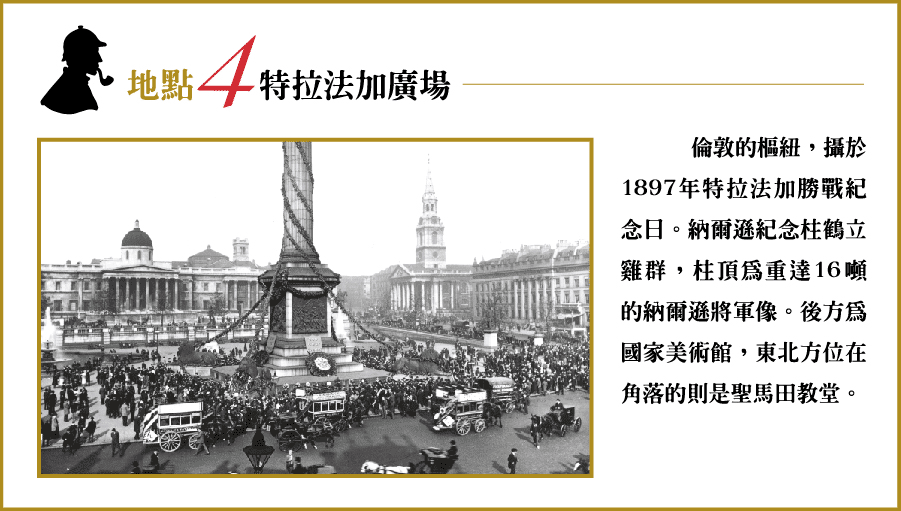 地點4特拉法加廣場
倫敦的樞紐，攝於
1897年特拉法加勝戰紀
念日。納爾遜紀念柱鶴立
雞群，柱頂為重達16噸
的納爾遜將軍像。後方為
國家美術館，東北方位在
角落的則是聖馬田教堂。